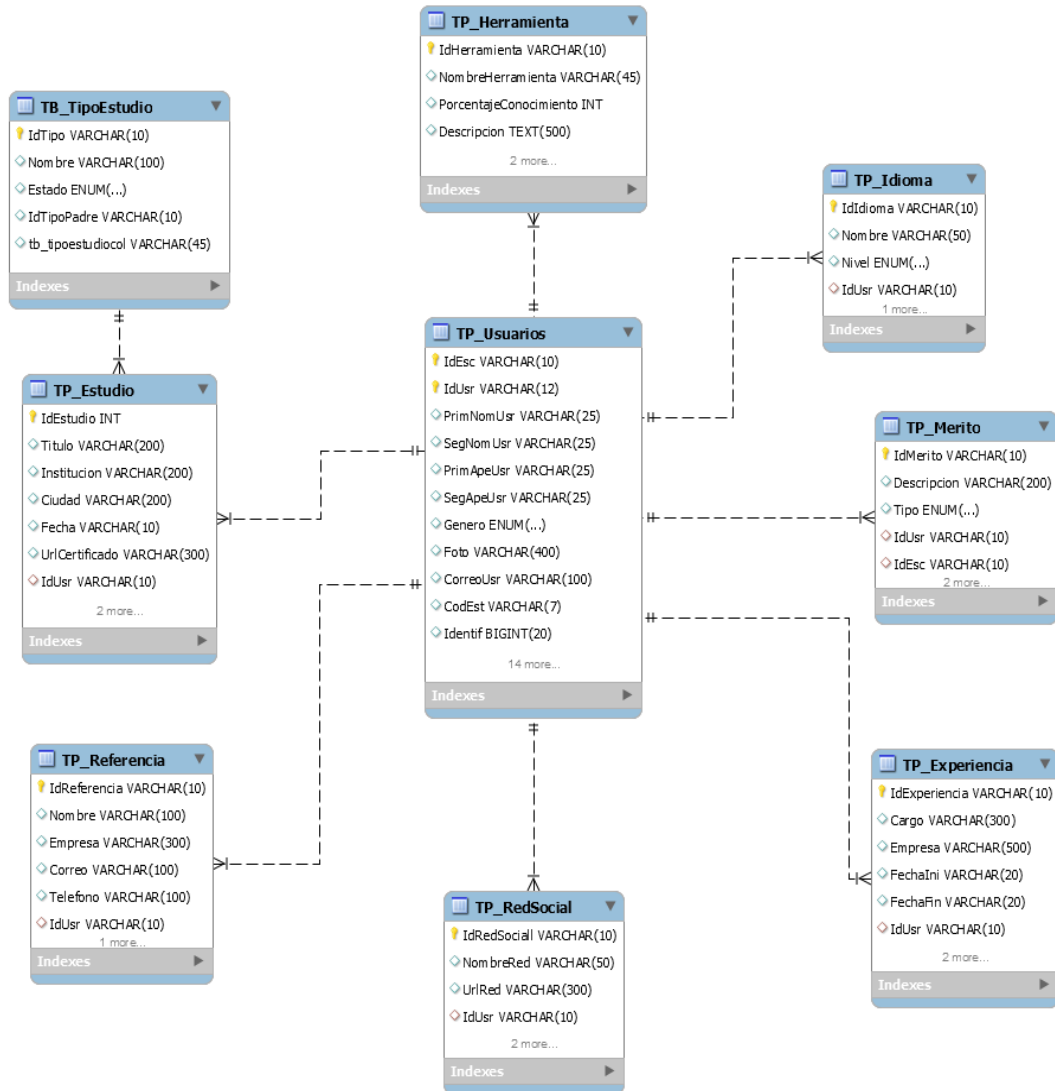 TP_Herramienta
IdHerramienta VARCHAR(10)
NombreHerramienta VARCHAR(45)
PorcentajeConocimiento INT
Descripcion TEXT(500)
2 more...
Indexes
TB_TipoEstudio
IdTipo VARCHAR(10)
Nombre VARCHAR(100)
Estado ENUM(...)
IdTipoPadre VARCHAR(10)
tb_tipoestudiocol VARCHAR(45)
Indexes
TP_Idioma
IdIdioma VARCHAR(10)
Nombre VARCHAR(50)
Nivel ENUM(...)
IdUsr VARCHAR(10)
1 more...
Indexes
TP_Usuarios
IdEsc VARCHAR(10)
IdUsr VARCHAR(12)
PrimNomUsr VARCHAR(25)
SegNomUsr VARCHAR(25)
PrimApeUsr VARCHAR(25)
SegApeUsr VARCHAR(25)
Genero ENUM(...)
Foto VARCHAR(400)
CorreoUsr VARCHAR(100)
CodEst VARCHAR(7)
Identif BIGINT(20)
14 more...
Indexes
TP_Estudio
IdEstudio INT
Titulo VARCHAR(200)
Institucion VARCHAR(200)
Ciudad VARCHAR(200)
Fecha VARCHAR(10)
UrlCertificado VARCHAR(300)
IdUsr VARCHAR(10)
2 more...
Indexes
TP_Merito
IdMerito VARCHAR(10)
Descripcion VARCHAR(200)
Tipo ENUM(...)
IdUsr VARCHAR(10)
IdEsc VARCHAR(10)
2 more...
Indexes
TP_Referencia
IdReferencia VARCHAR(10)
Nombre VARCHAR(100)
Empresa VARCHAR(300)
Correo VARCHAR(100)
Telefono VARCHAR(100)
IdUsr VARCHAR(10)
1 more...
Indexes
TP_Experiencia
IdExperiencia VARCHAR(10)
Cargo VARCHAR(300)
Empresa VARCHAR(500)
FechaIni VARCHAR(20)
FechaFin VARCHAR(20)
IdUsr VARCHAR(10)
2 more...
Indexes
TP_RedSocial
IdRedSociall VARCHAR(10)
NombreRed VARCHAR(50)
UrlRed VARCHAR(300)
IdUsr VARCHAR(10)
2 more...
Indexes